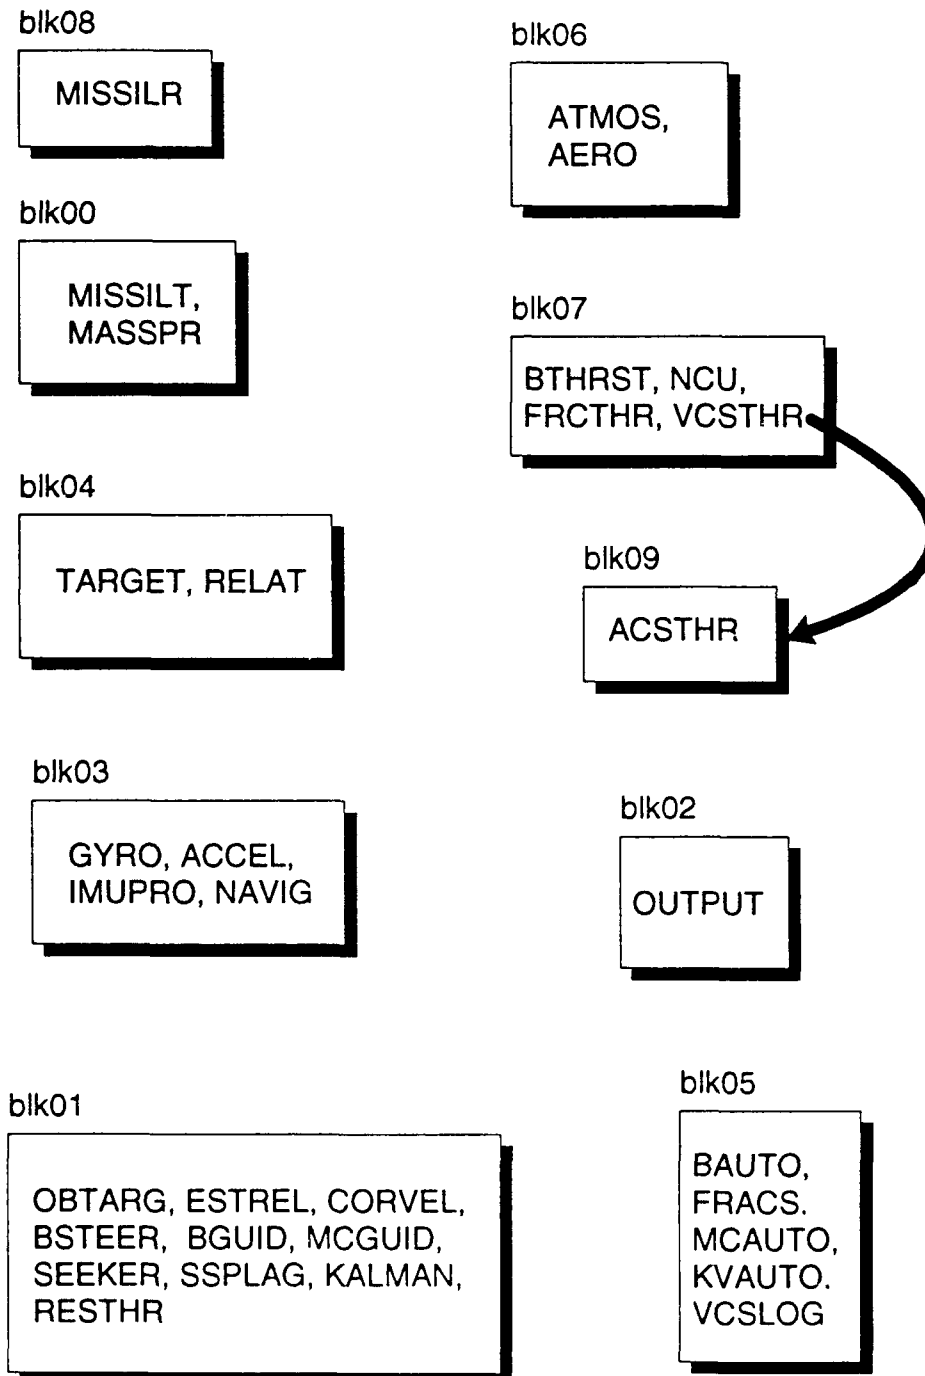 blk08
MISSILR
blk00
MISSILT,
MASSPR
blk04
TARGET, RELAT
blk03
GYRO, ACCEL,
IMUPRO, NAVIG
blk01
OBTARG, ESTREL, CORVEL,
BSTEER, BGUID, MCGUID,
SEEKER, SSPLAG, KALMAN,
RESTHR
blk06
ATMOS,
AERO
blk07
BTHRST, NCU,
FRCTHR, VCSTHR
blk09
ACSTHR
blk02
OUTPUT
blk05
BAUTO,
FRACS.
MCAUTO,
KVAUTO.
VCSLOG